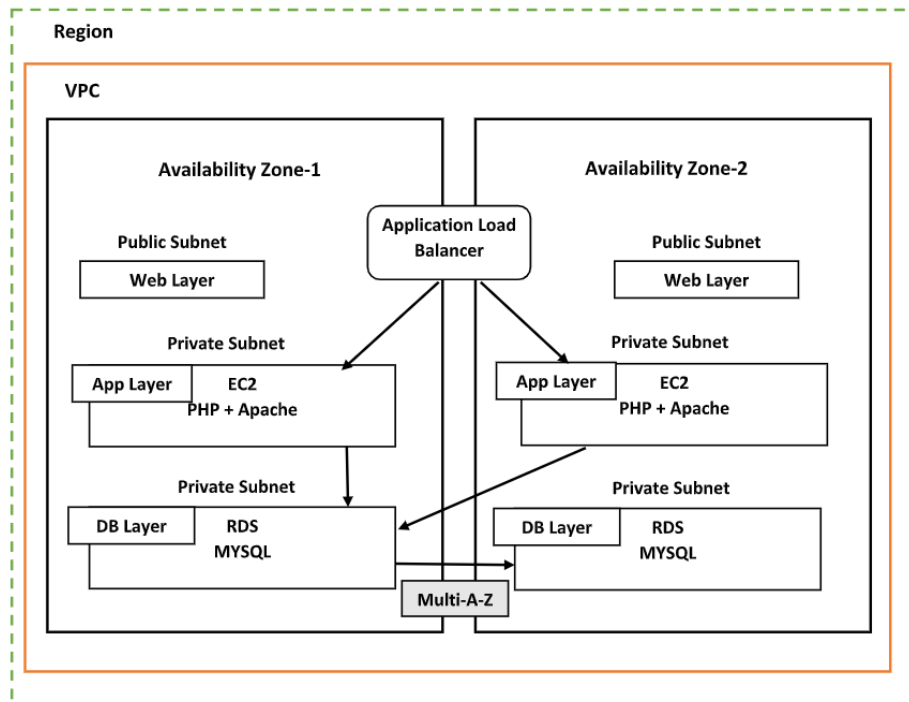 Region
VPC
Availability Zone-1
Availability Zone-2
Application Load
Balancer
Public Subnet
Web Layer
Public Subnet
Web Layer
Private Subnet
App Layer
EC2
PHP + Apache
Private Subnet
App Layer
EC2
PHP + Apache
Private Subnet
DB Layer
RDS
MYSQL
Private Subnet
DB Layer
RDS
MYSQL
Multi-A-Z